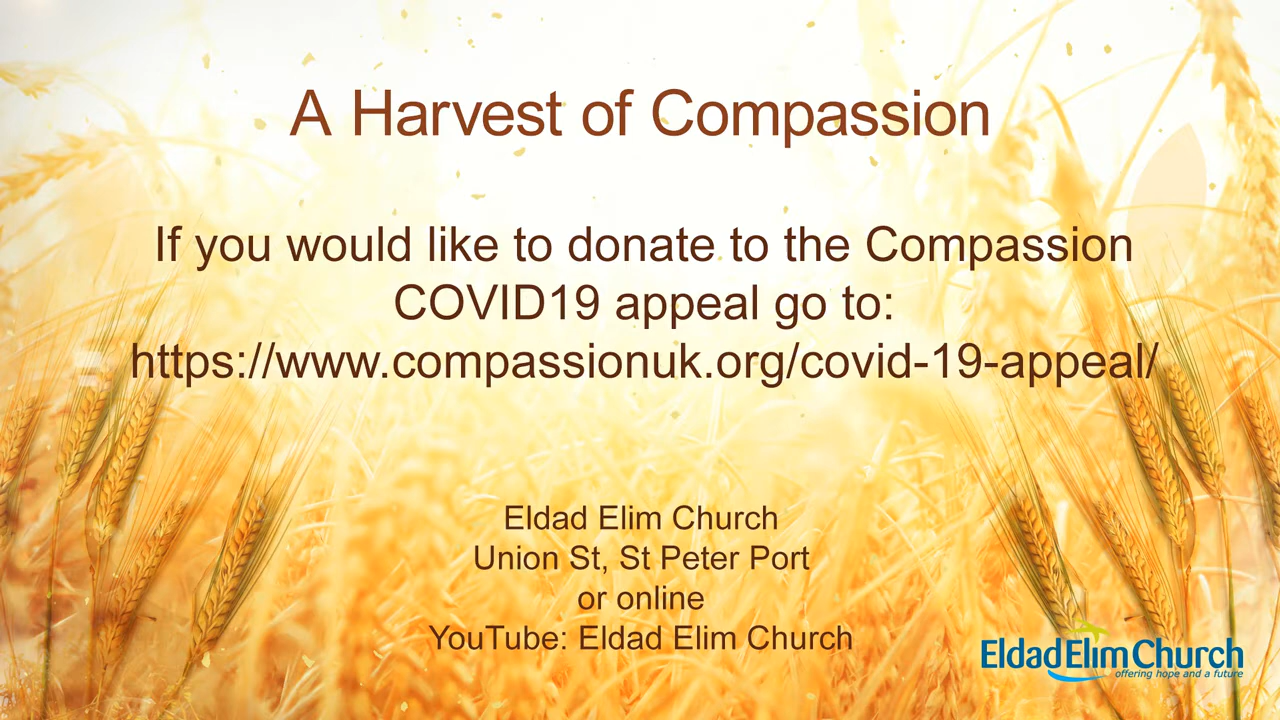 A Harvest of Compassion
If you would like to donate to the Compassion
COVID19 appeal go to:
https://www.compassionuk.org/covid-19-appeal/
Eldad Elim Church
Union St, St Peter Port
or online
YouTube: Eldad Elim Church
EldadElimChurch
offering hope and a future